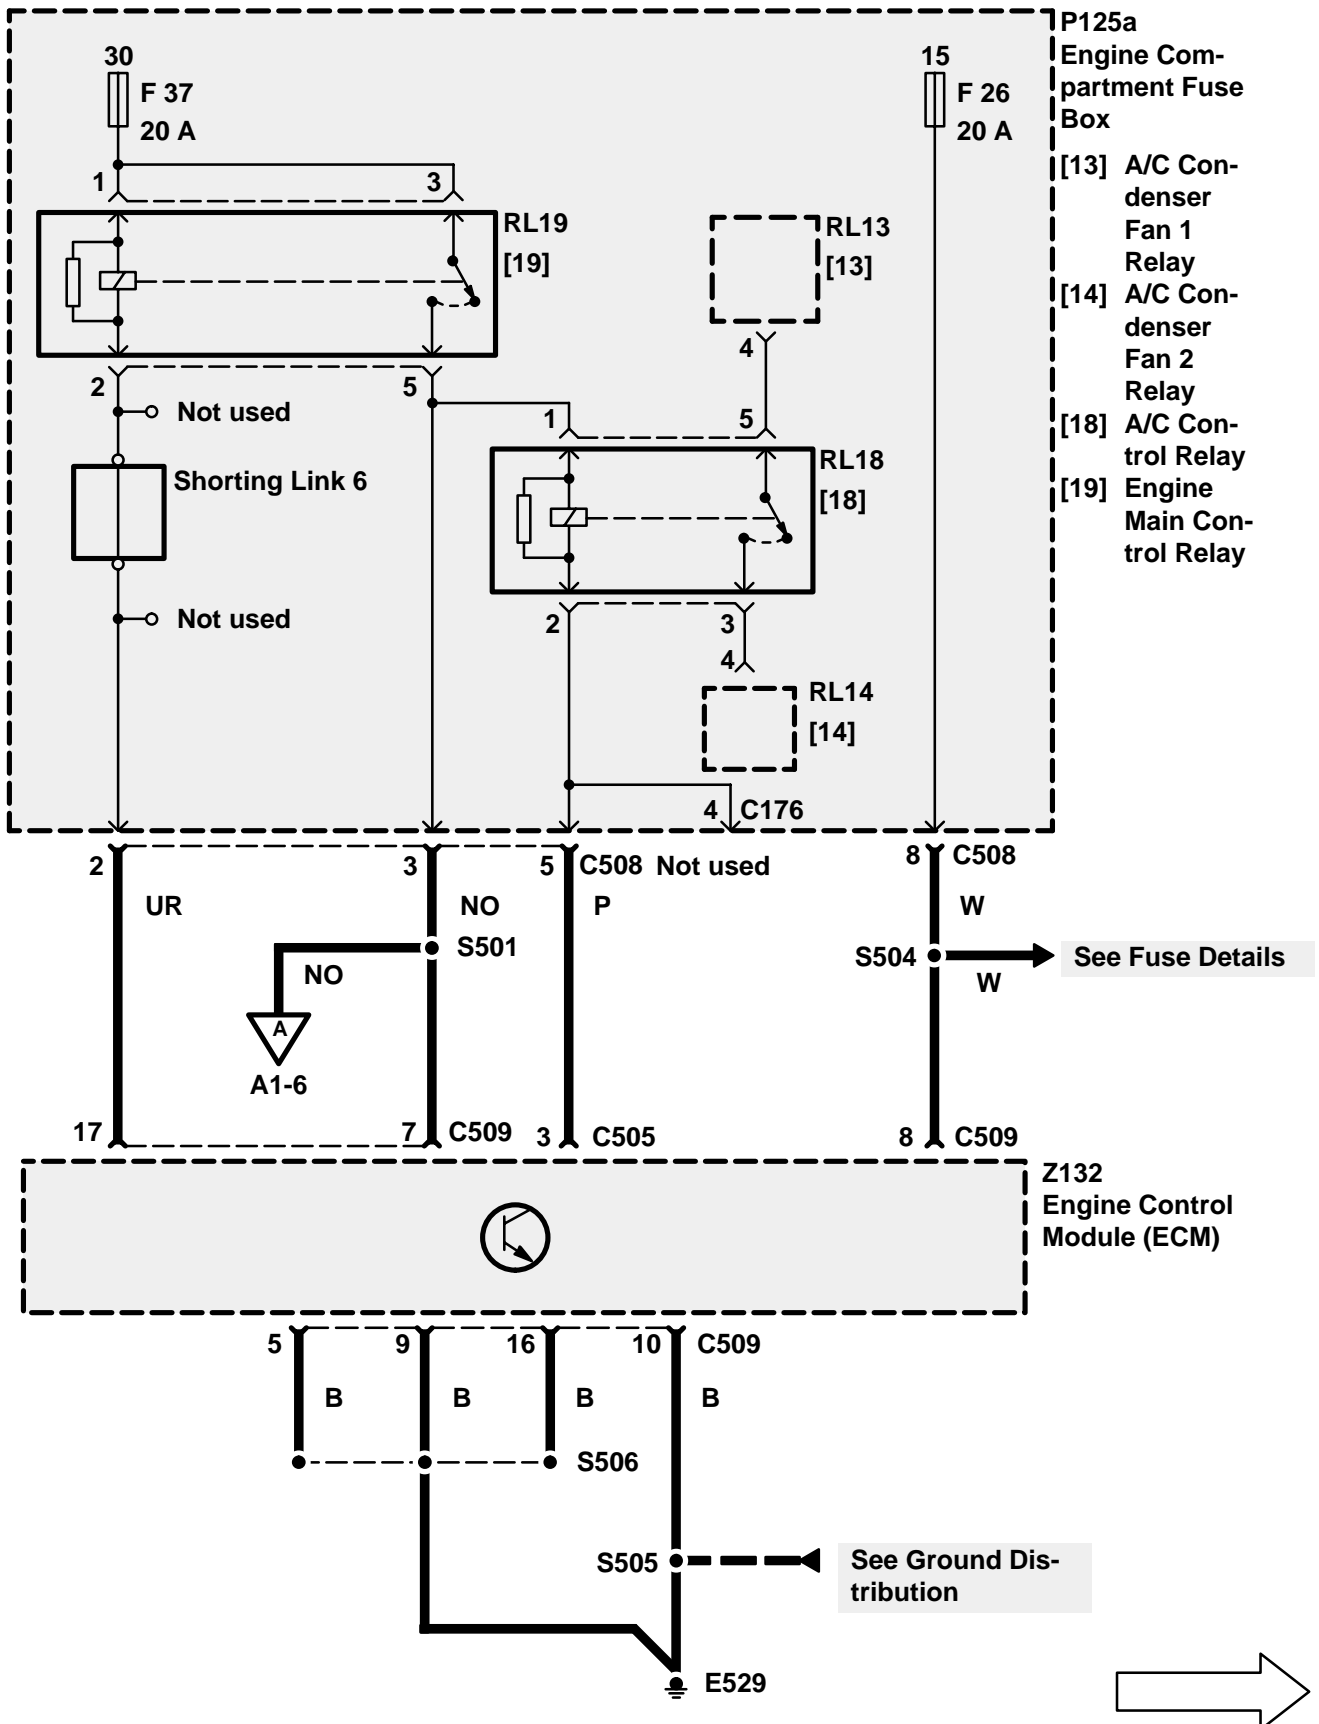 P125a
Engine Com-
partment Fuse
Box
30
15
F 37
20 A
F 26
20 A
[13] A/C Con-
denser
Fan 1
Relay
[14] A/C Con-
denser
Fan 2
Relay
[18] A/C Con-
trol Relay
[19] Engine
Main Con-
trol Relay
1
3
RL19
[19]
RL13
[13]
2
5
4
Not used
1
5
Shorting Link 6
RL18
[18]
Not used
2
3
4
RL14
[14]
4 C176
2
3
5 C508 Not used
8 C508
UR
NO
P
W
S501
NO
S504
W
See Fuse Details
A
A1-6
17
7 C509
3 C505
8 C509
Z132
Engine Control
Module (ECM)
5
9
16
10 C509
B
B
B
B
S506
S505
See Ground Dis-
tribution
E529